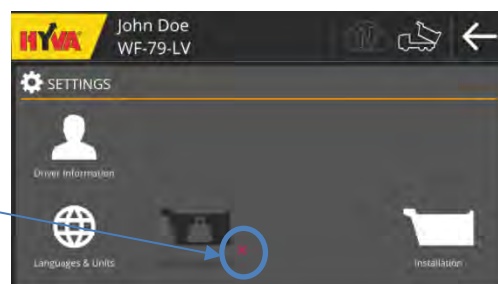 HYVA
John Doe
WF-79-LV
SETTINGS
Driver Information
Languages & Units
Installation